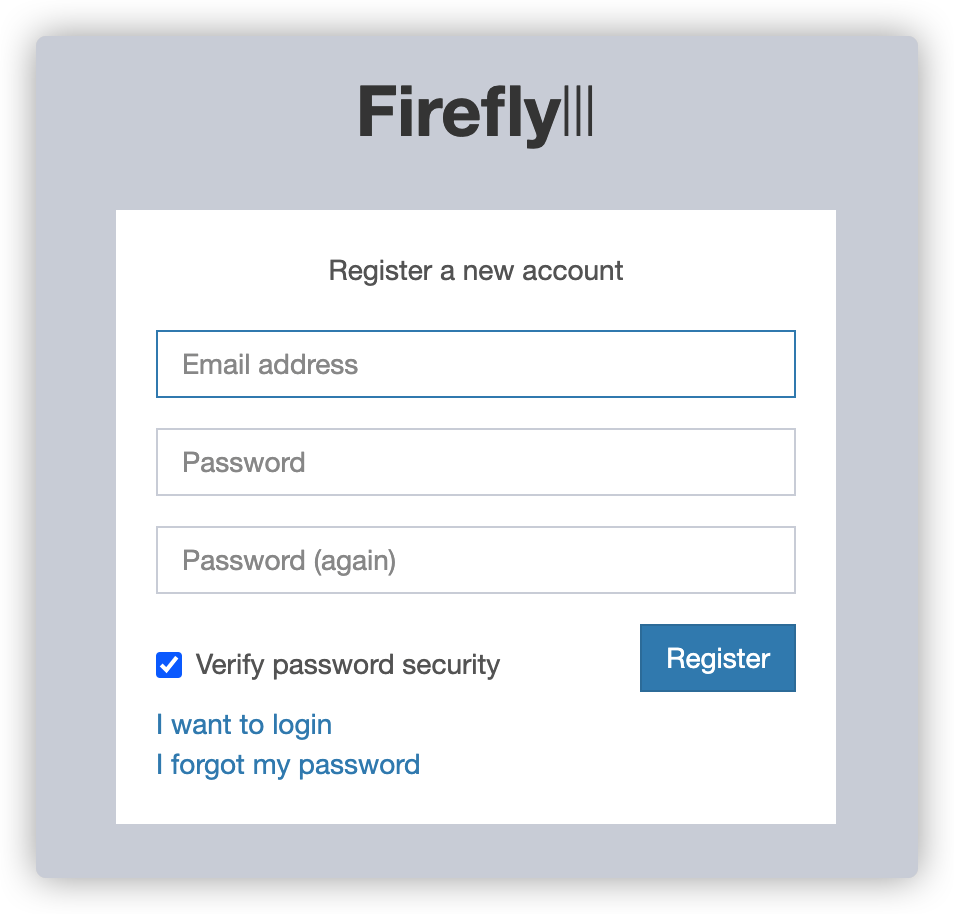 FireflyIII
Register a new account
Email address
Password
Password (again)
Verify password security
Register
I want to login
I forgot my password